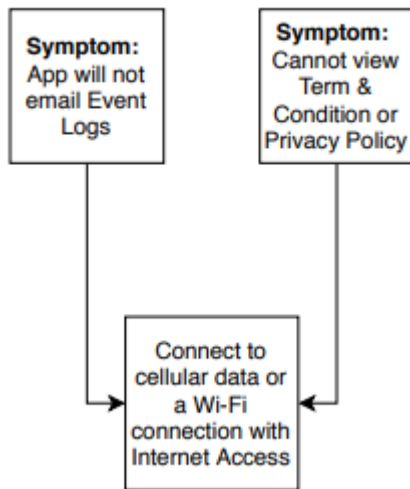 Symptom:
App will not
email Event
Logs
Symptom:
Cannot view
Term &
Condition or
Privacy Policy
Connect to
cellular data or
a Wi-Fi
connection with
Internet Access